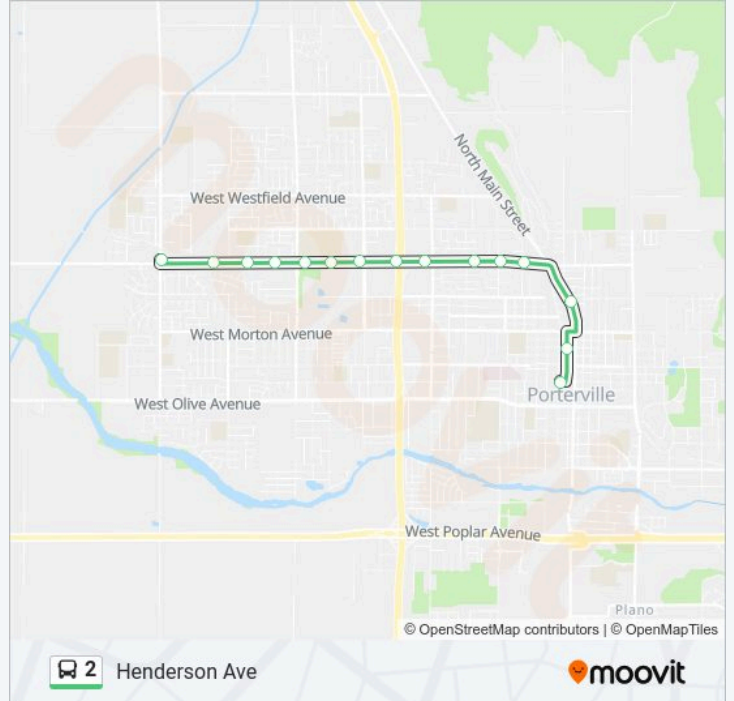 North Main Street
West Westfield Avenue
West Morton Avenue
West Olive Avenue
Porterville
West Poplar Avenue
Plano
© OpenStreetMap contributors | © OpenMapTiles
2 Henderson Ave
moovit